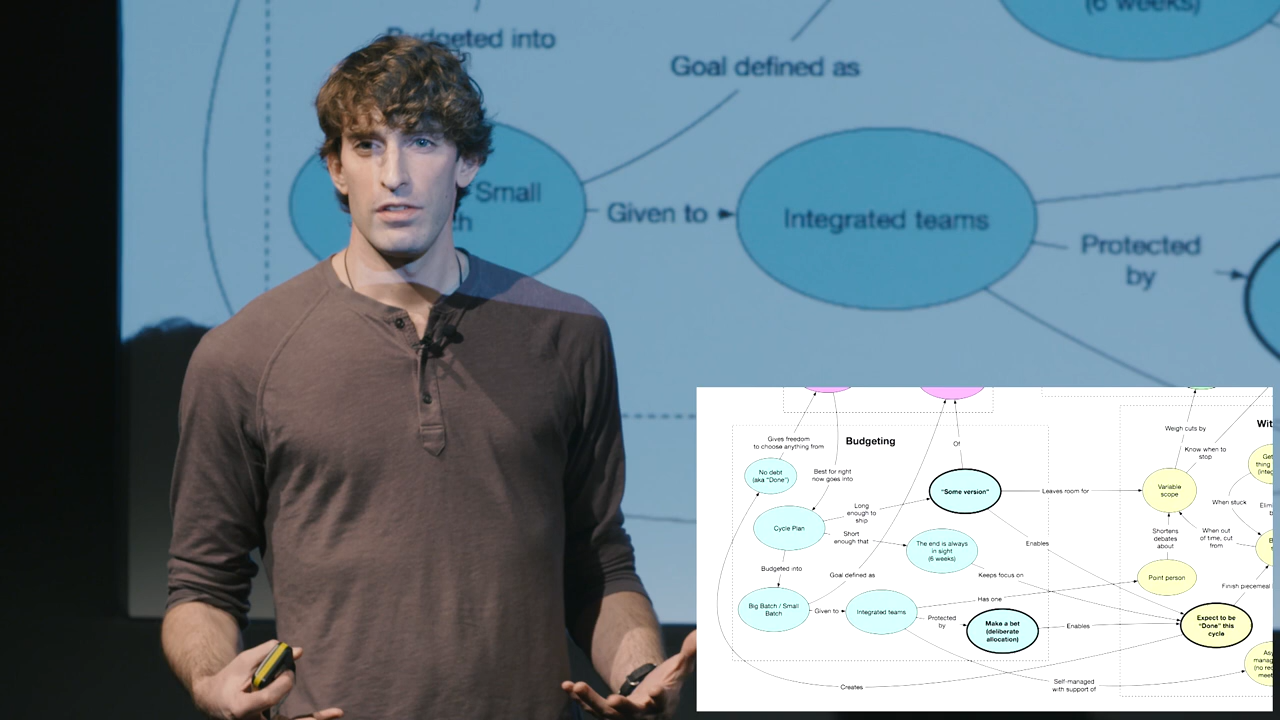 (6 weeks)
Budgeted into
Goal defined as
Small
Given to
Integrated teams
Protected
by
Budgeting
Gives freedom
to choose anything from
Of
Weigh cuts by
Know when to
stop
No debt
(aka "Done")
Best for right
now goes into
"Some version"
Leaves room for
Variable
scope
When stuck
Long
enough to
ship
Cycle Plan
Short
enough that
The end is always
in sight
(6 weeks)
Enables
Shortens
debates
about
When out
of time, cut
from
Budgeted into
Goal defined as
Keeps focus on
Point person
Finish piecemeal
Has one
Big Batch / Small
Batch
Given to
Integrated teams
Protected
by
Make a bet
(deliberate
allocation)
Enables
Expect to be
"Done" this
cycle
Creates
Self-managed
with support of